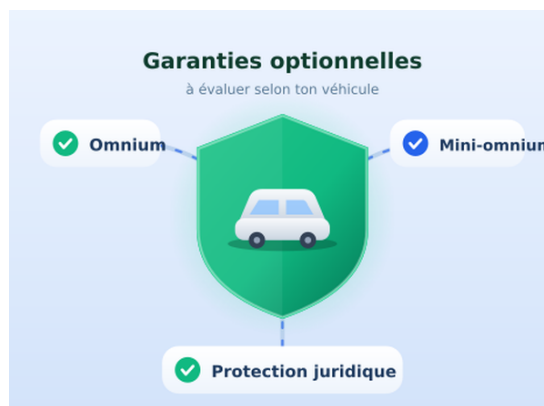 Garanties optionnelles
à évaluer selon ton véhicule
Omnium
Mini-omnium
Protection juridique